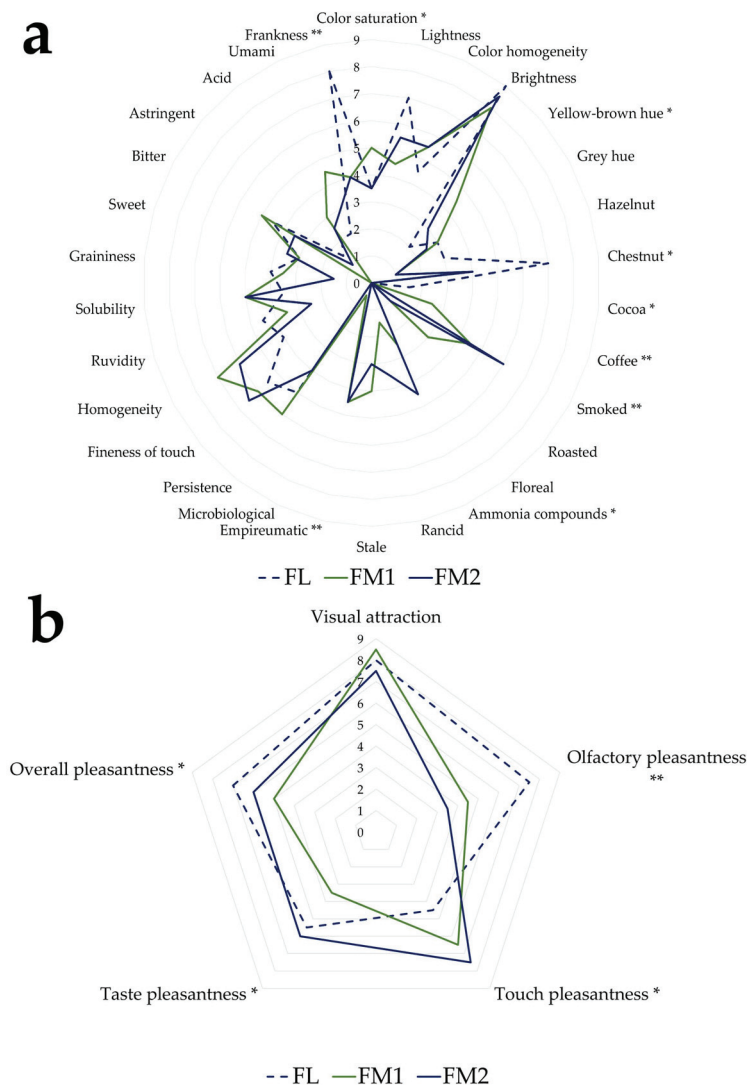 a
Color saturation *
Frankness **
Lightness
Umami
Color homogeneity
Acid
Brightness
Astringent
Yellow-brown hue *
Bitter
Grey hue
Sweet
Hazelnut
Graininess
Chestnut *
Solubility
Cocoa *
Ruvidity
Coffee **
Homogeneity
Smoked **
Fineness of touch
Roasted
Persistence
Floreal
Microbiological
Ammonia compounds *
Empireumatic **
Rancid
Stale
9
8
7
6
5
4
3
2
1
0
FL FM1 FM2
b
Visual attraction
9
8
7
6
5
4
3
2
1
0
Overall pleasantness *
Olfactory pleasantness
**
Taste pleasantness *
Touch pleasantness *
FL FM1 FM2